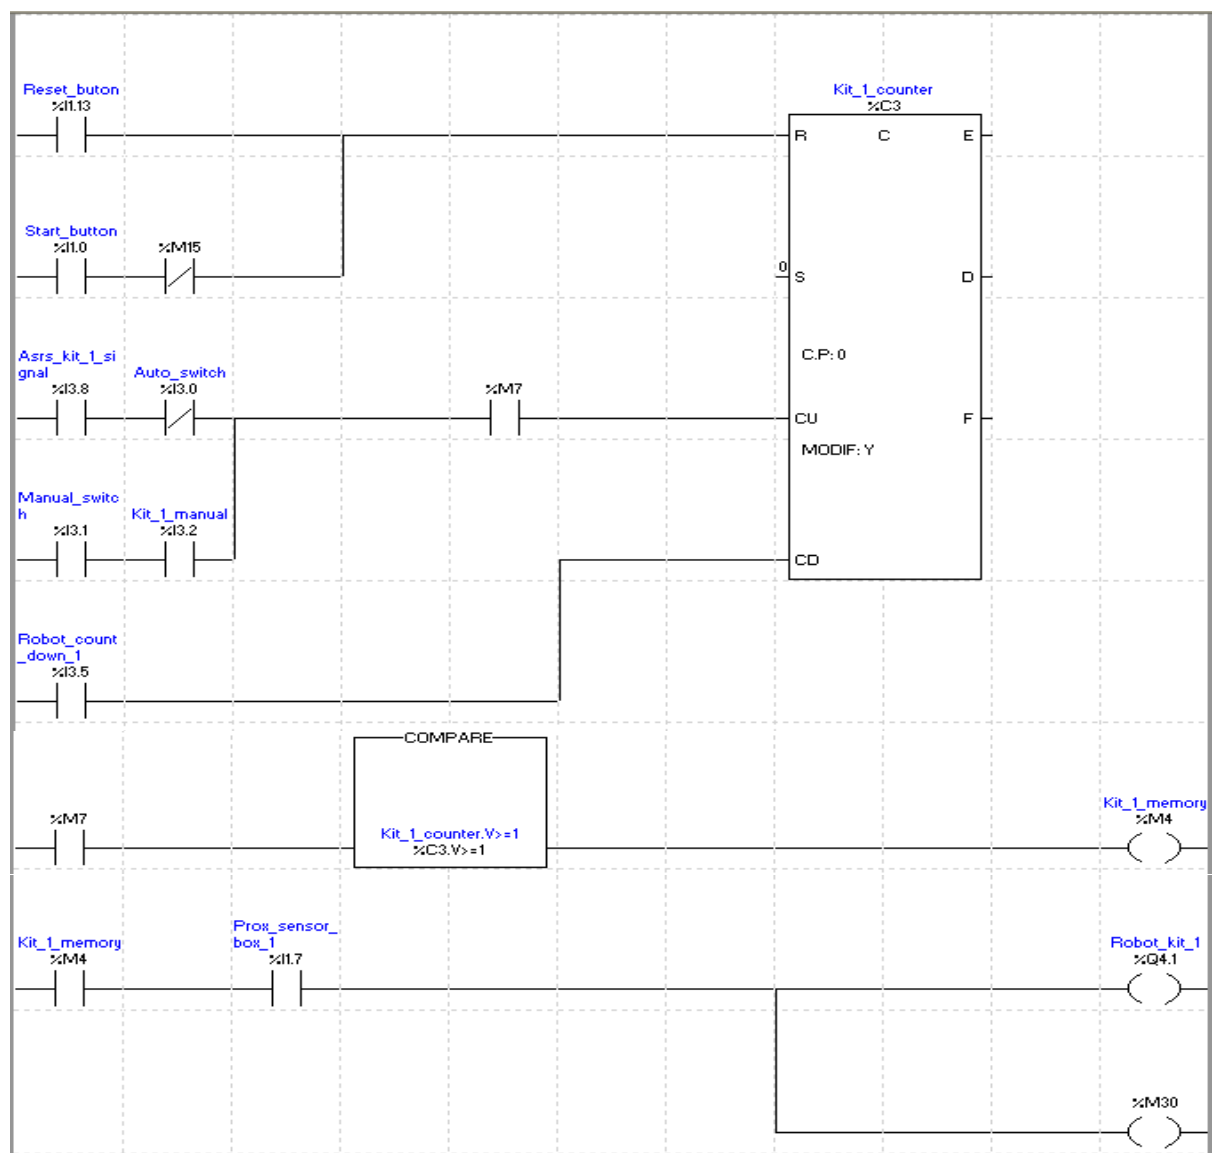 Reset_buton
%I1.13
Kit_1_counter
%C3
R C E
Start_button
%I1.0
%M15
0
S D
Asrs_kit_1_si
gnal
%I3.8
Auto_switch
%I3.0
%M7
C.P: 0
CU F
MODIF: Y
Manual_switc
h
%I3.1
Kit_1_manual
%I3.2
CD
Robot_count
_down_1
%I3.5
COMPARE
%M7
Kit_1_counter.V>=1
%C3.V>=1
Kit_1_memory
%M4
Kit_1_memory
%M4
Prox_sensor_
box_1
%I1.7
Robot_kit_1
%Q4.1
%M30